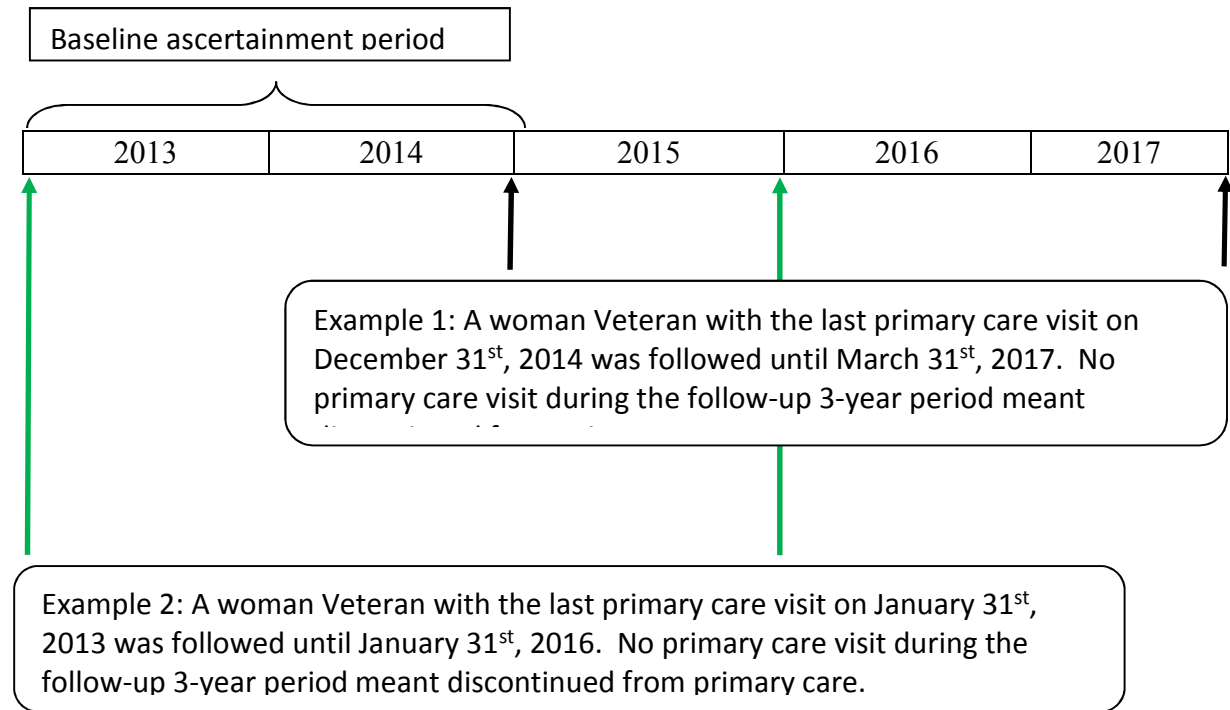 Baseline ascertainment period
2013 2014 2015 2016 2017
Example 1: A woman Veteran with the last primary care visit on
December 31st, 2014 was followed until March 31st, 2017. No
primary care visit during the follow-up 3-year period meant
Example 2: A woman Veteran with the last primary care visit on January 31st,
2013 was followed until January 31st, 2016. No primary care visit during the
follow-up 3-year period meant discontinued from primary care.